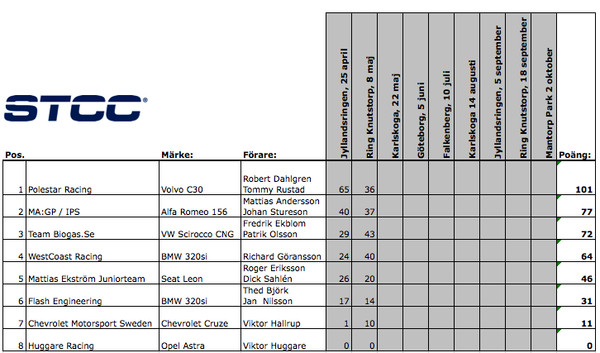 STCC®
Pos. Märke: Förare: Jyllandsringen, 25 april Ring Knutstorp, 8 maj Karlskoga, 22 maj Göteborg, 5 juni Falkenberg, 10 juli Karlskoga 14 augusti Jyllandsringen, 5 september Ring Knutstorp, 18 september Mantorp Park 2 oktober Poäng:
Robert Dahlgren
1 Polestar Racing Volvo C30 Tommy Rustad 65 36 101
Mattias Andersson
2 MA:GP / IPS Alfa Romeo 156 Johan Stureson 40 37 77
Fredrik Ekblom
3 Team Biogas.Se VW Scirocco CNG Patrik Olsson 29 43 72
4 WestCoast Racing BMW 320si Richard Göransson 24 40 64
Roger Eriksson
5 Mattias Ekström Juniorteam Seat Leon Dick Sahlén 26 20 46
Thed Björk
6 Flash Engineering BMW 320si Jan Nilsson 17 14 31
7 Chevrolet Motorsport Sweden Chevrolet Cruze Viktor Hallrup 1 10 11
8 Huggare Racing Opel Astra Viktor Huggare 0 0 0